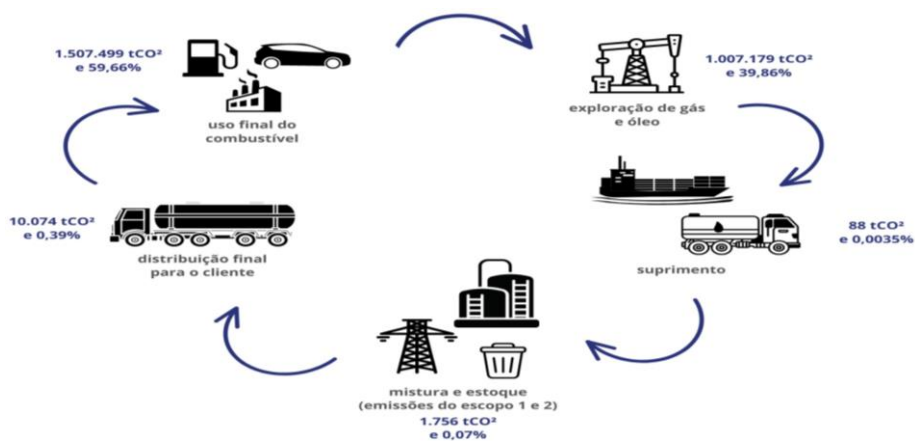 1.507.499 tCO²
e 59,66%
uso final do
combustível
exploração de gás
e óleo
1.007.179 tCO²
e 39,86%
suprimento
88 tCO²
e 0,0035%
mistura e estoque
(emissões do escopo 1 e 2)
1.756 tCO²
e 0,07%
distribuição final
para o cliente
10.074 tCO²
e 0,39%